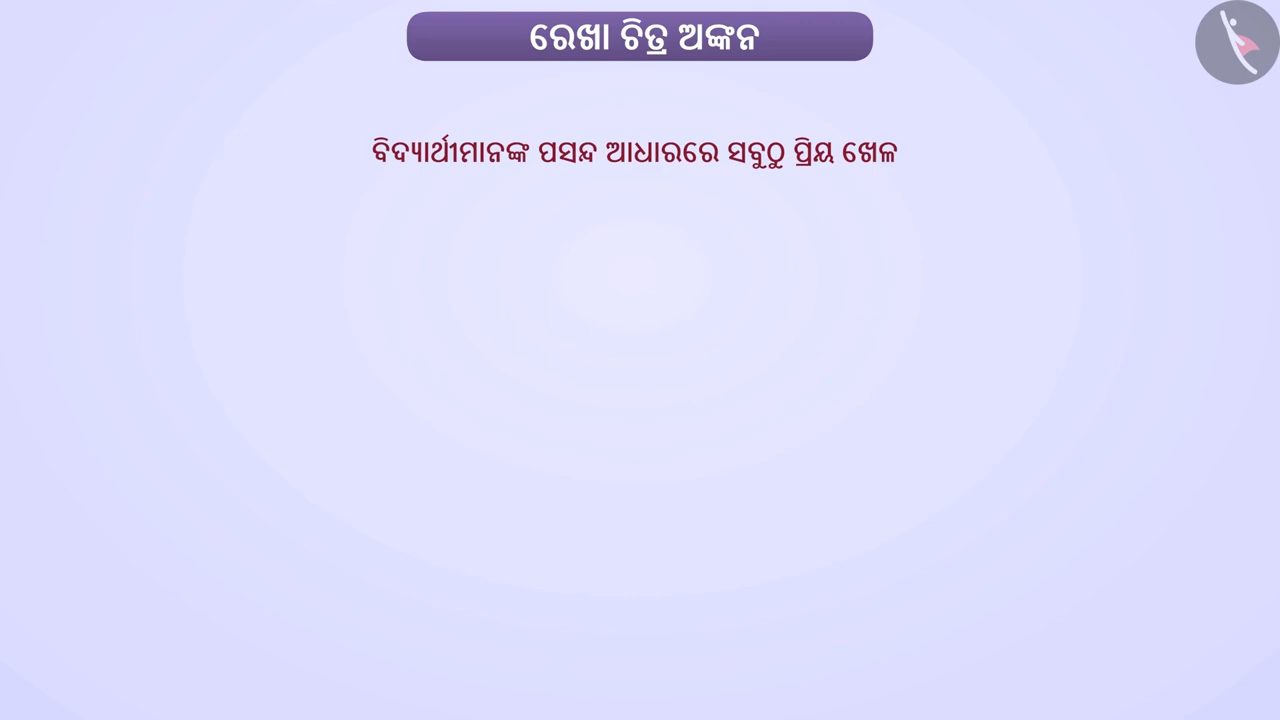 ରେଖା ଚିତ୍ର ଅଙ୍କନ
ବିଦ୍ୟାର୍ଥୀମାନଙ୍କ ପସନ୍ଦ ଆଧାରରେ ସବୁଠୁ ପ୍ରିୟ ଖେଳ